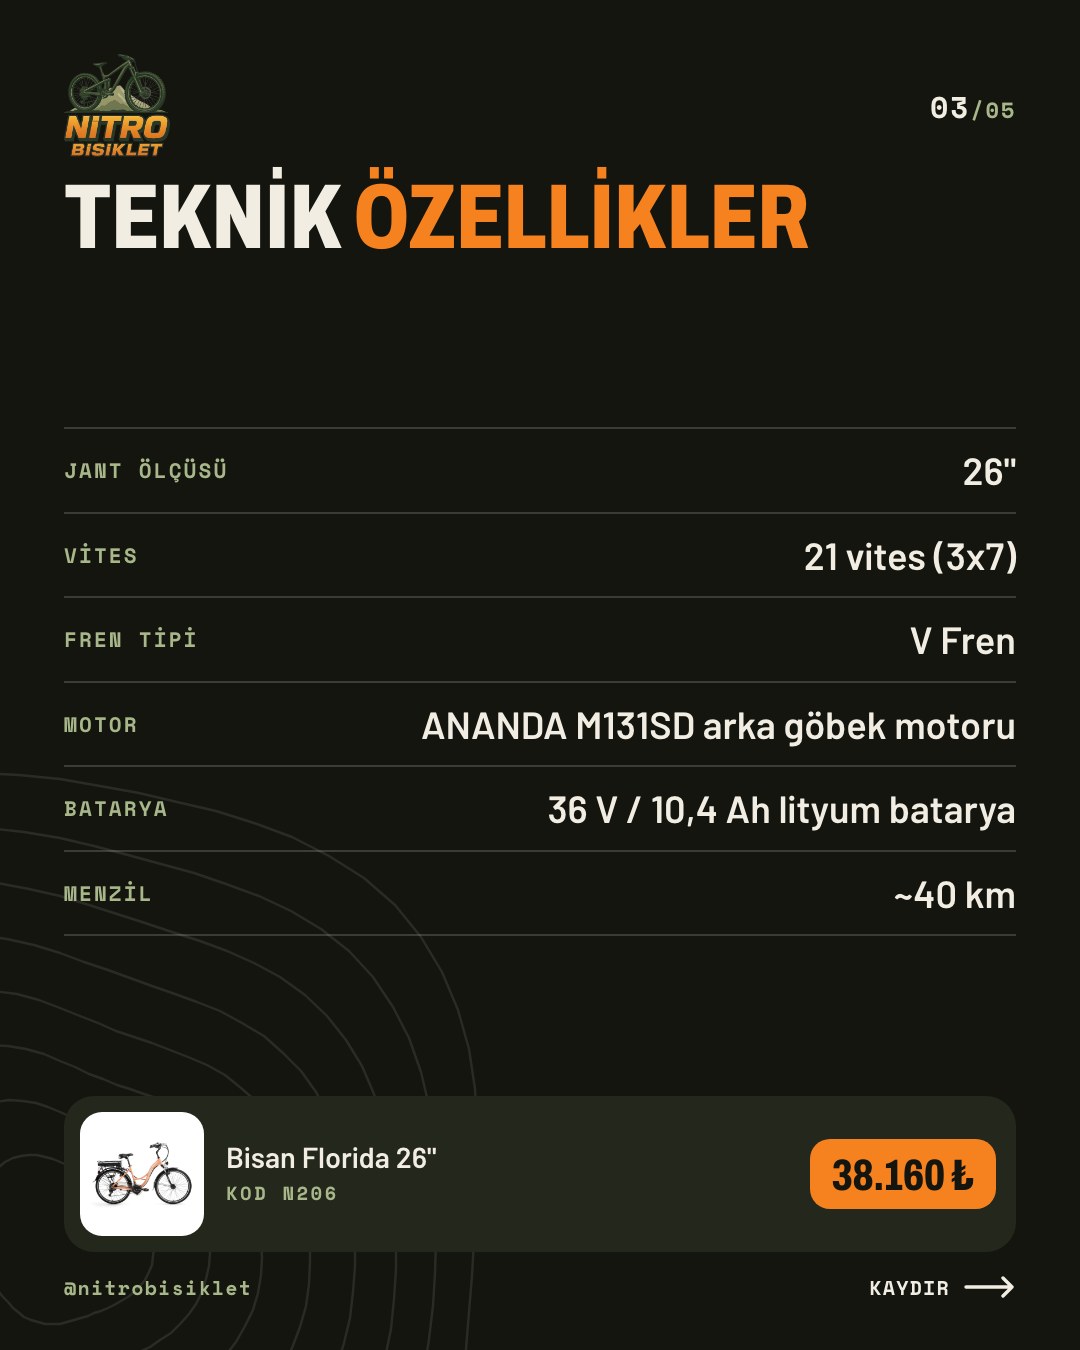 NiTRO
BISIKLET
03/05
TEKNİK ÖZELLİKLER
JANT ÖLÇÜSÜ 26"
VİTES 21 vites (3x7)
FREN TİPİ V Fren
MOTOR ANANDA M131SD arka göbek motoru
BATARYA 36 V / 10,4 Ah lityum batarya
MENZİL ~40 km
Bisan Florida 26"
KOD N206
38.160 ₺
@nitrobisiklet
KAYDIR →